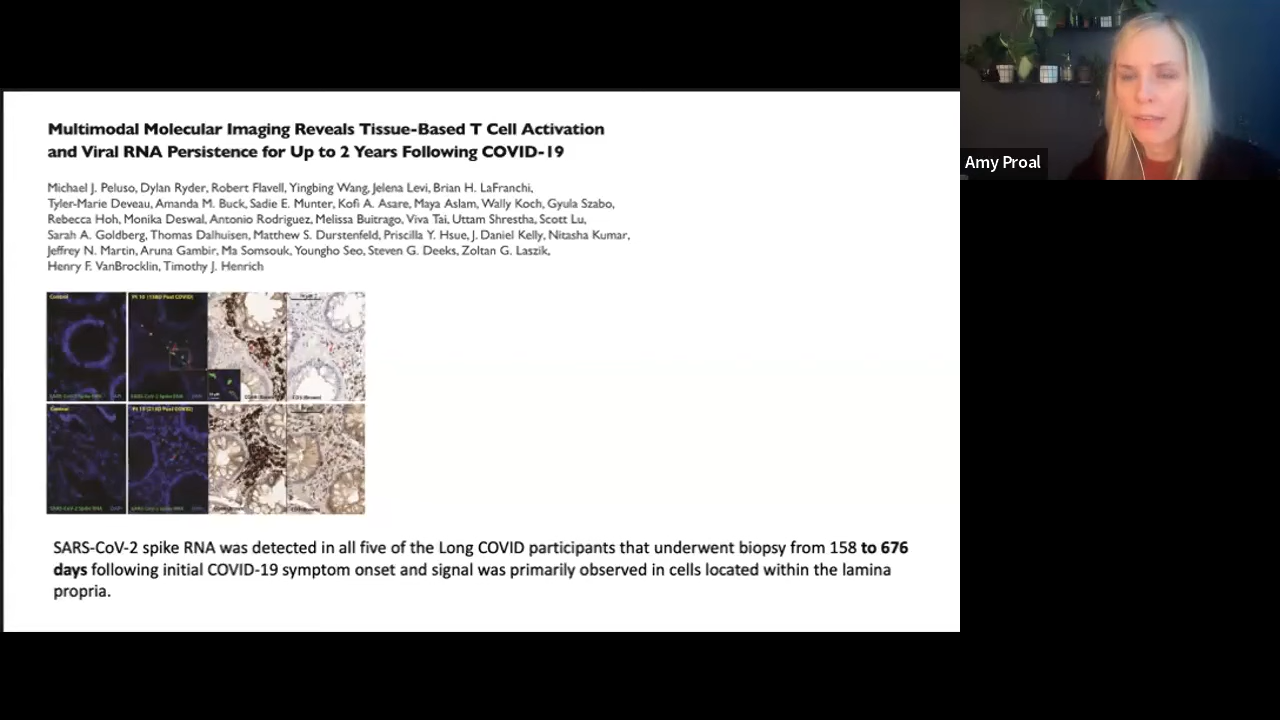 Multimodal Molecular Imaging Reveals Tissue-Based T Cell Activation
and Viral RNA Persistence for Up to 2 Years Following COVID-19
Michael J. Peluso, Dylan Ryder, Robert Flavell, Yingbing Wang, Jelena Levi, Brian H. LaFranchi,
Tyler-Marie Deveau, Amanda M. Buck, Sadie E. Munter, Kofi A. Asare, Maya Aslam, Wally Koch, Gyula Szabo,
Rebecca Hoh, Monika Deswal, Antonio Rodriguez, Melissa Buitrago, Viva Tai, Uttam Shrestha, Scott Lu,
Sarah A. Goldberg, Thomas Dalhuisen, Matthew S. Durstenfeld, Priscilla Y. Hsue, J. Daniel Kelly, Nitasha Kumar,
Jeffrey N. Martin, Aruna Gambir, Ma Somsouk, Youngho Seo, Steven G. Deeks, Zoltan G. Laszik,
Henry F. VanBrocklin, Timothy J. Henrich
Control
Control
SARS-CoV-2 spike RNA was detected in all five of the Long COVID participants that underwent biopsy from 158 to 676
days following initial COVID-19 symptom onset and signal was primarily observed in cells located within the lamina
propria.
Amy Proal